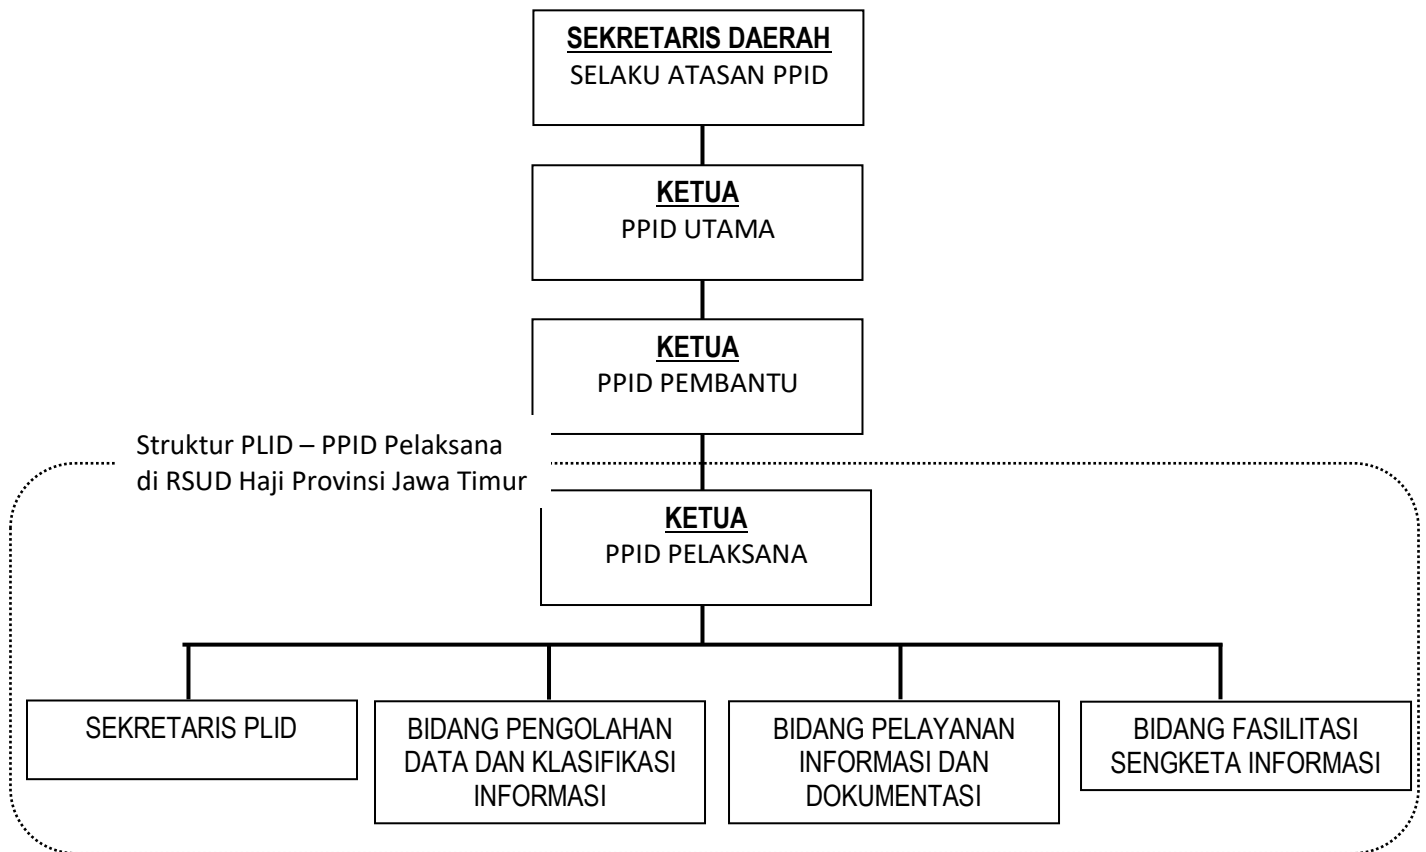 SEKRETARIS DAERAH
SELAKU ATASAN PPID
KETUA
PPID UTAMA
KETUA
PPID PEMBANTU
Struktur PLID – PPID Pelaksana
di RSUD Haji Provinsi Jawa Timur
KETUA
PPID PELAKSANA
SEKRETARIS PLID
BIDANG PENGOLAHAN
DATA DAN KLASIFIKASI
INFORMASI
BIDANG PELAYANAN
INFORMASI DAN
DOKUMENTASI
BIDANG FASILITASI
SENGKETA INFORMASI